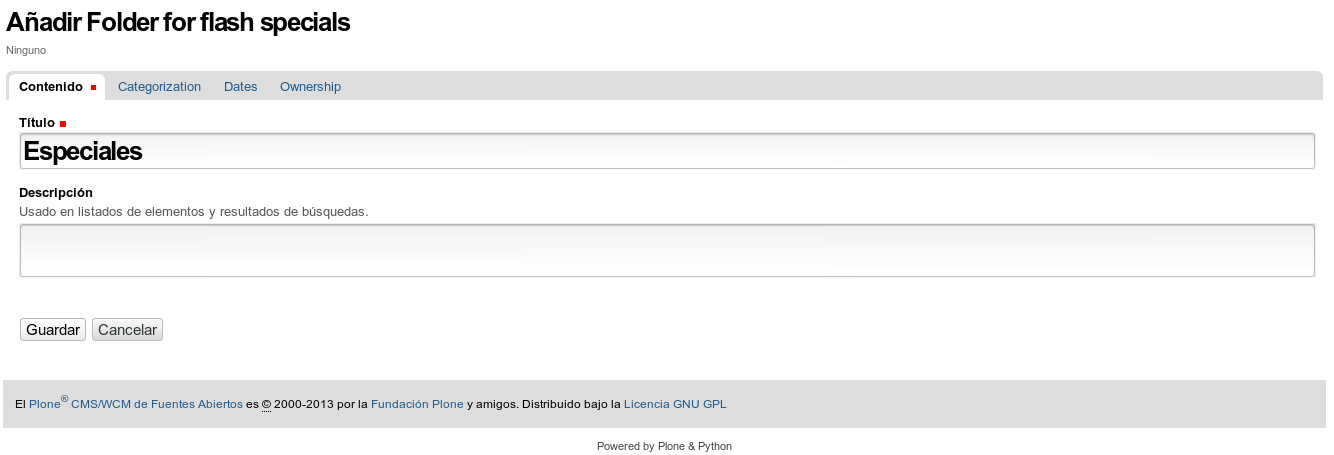 Añadir Folder for flash specials
Ninguno
Contenido Categorization Dates Ownership
Título
Especiales
Descripción
Usado en listados de elementos y resultados de búsquedas.
Guardar Cancelar
El Plone® CMS/WCM de Fuentes Abiertos es © 2000-2013 por la Fundación Plone y amigos. Distribuido bajo la Licencia GNU GPL
Powered by Plone & Python